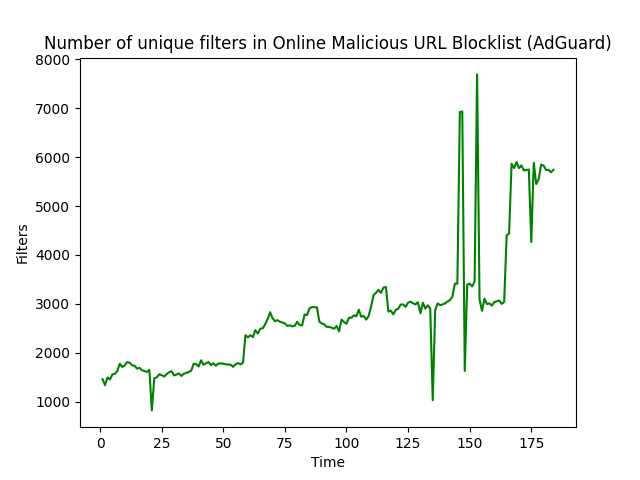 Number of unique filters in Online Malicious URL Blocklist (AdGuard)
8000
7000
6000
5000
4000
3000
2000
1000
Filters
0 25 50 75 100 125 150 175
Time